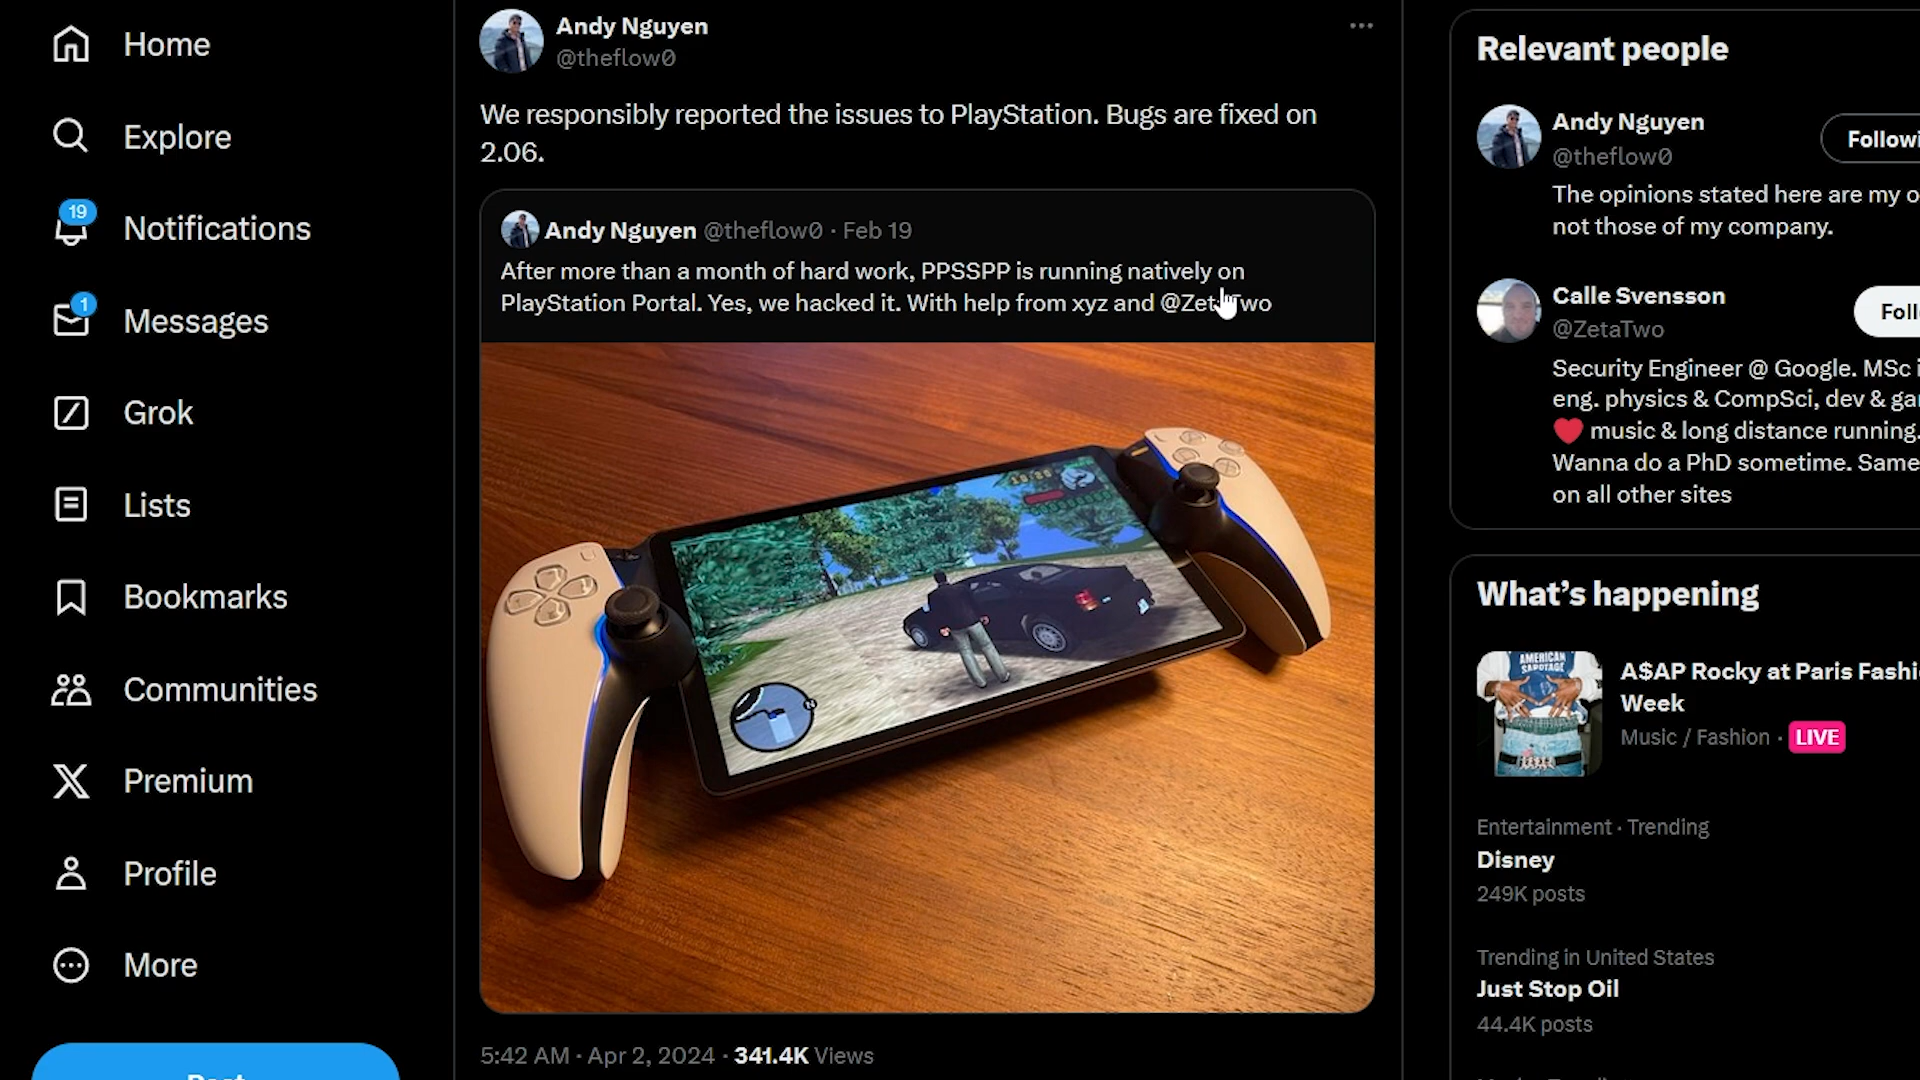 Home
Explore
19
Notifications
1
Messages
Grok
Lists
Bookmarks
Communities
Premium
Profile
More
Andy Nguyen
@theflow0
We responsibly reported the issues to PlayStation. Bugs are fixed on
2.06.
Andy Nguyen @theflow0 · Feb 19
After more than a month of hard work, PPSSPP is running natively on
PlayStation Portal. Yes, we hacked it. With help from xyz and @ZetaTwo
5:42 AM · Apr 2, 2024 · 341.4K Views
Relevant people
Andy Nguyen
@theflow0
The opinions stated here are my
not those of my company.
Calle Svensson
@ZetaTwo
Security Engineer @ Google. MSc
eng. physics & CompSci, dev &
music & long distance running.
Wanna do a PhD sometime. Same
on all other sites
What's happening
AMERICAN
SABOTAGE
A$AP Rocky at Paris
Week
Music / Fashion · LIVE
Entertainment · Trending
Disney
249K posts
Trending in United States
Just Stop Oil
44.4K posts